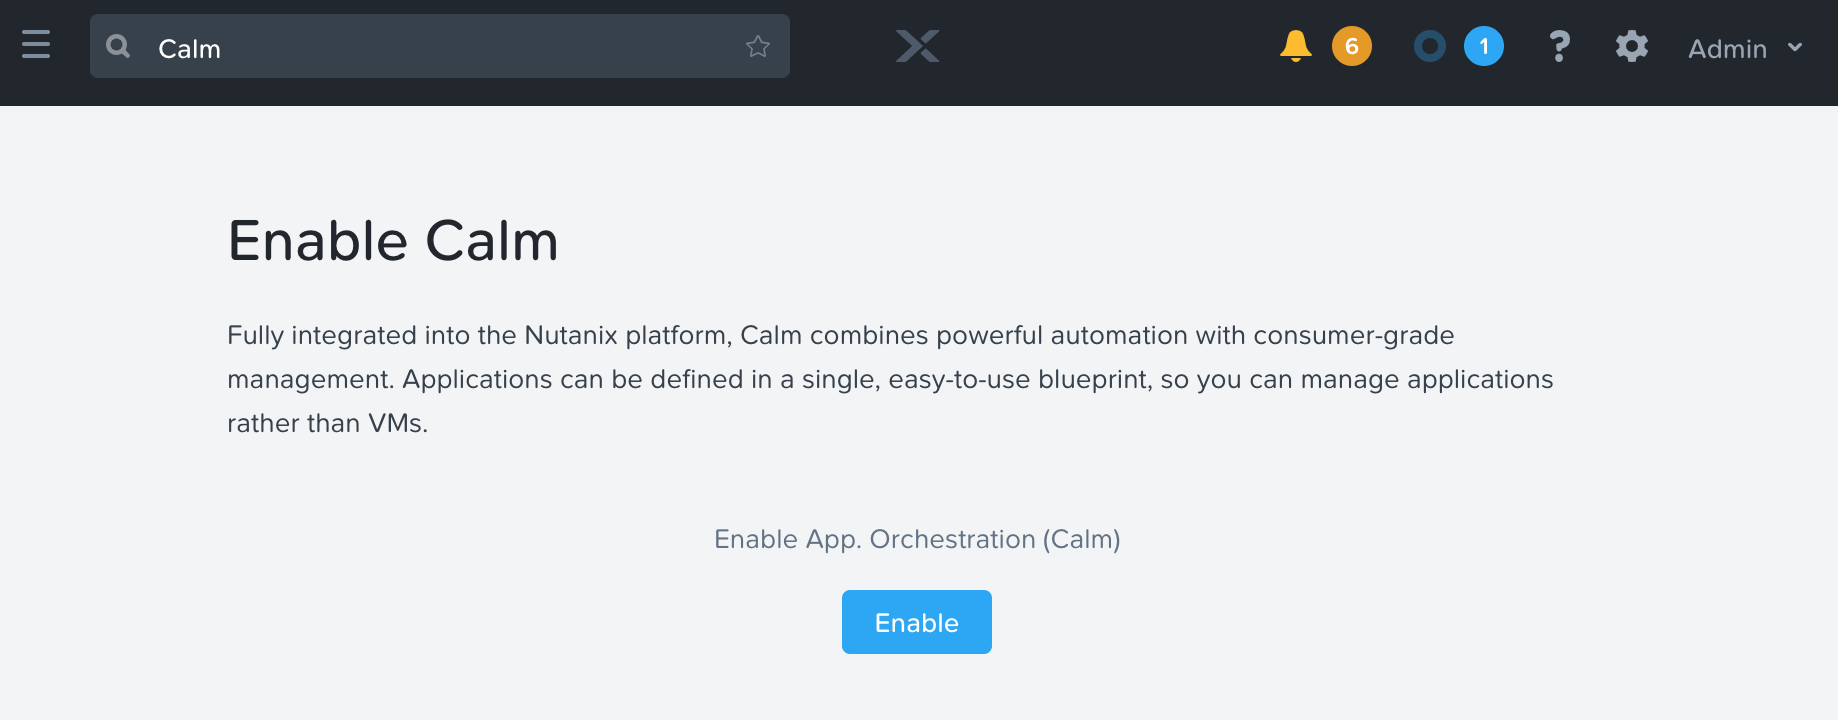 Calm
6
1
?
Admin
Enable Calm
Fully integrated into the Nutanix platform, Calm combines powerful automation with consumer-grade
management. Applications can be defined in a single, easy-to-use blueprint, so you can manage applications
rather than VMs.
Enable App. Orchestration (Calm)
Enable